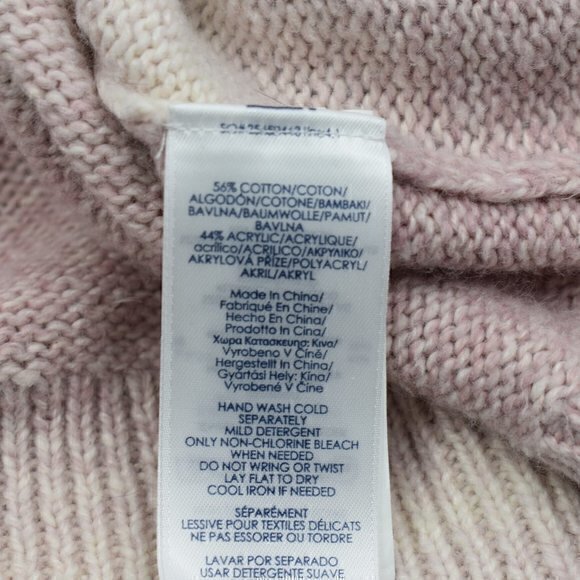 56% COTTON/COTON/
ALGODÓN/COTONE/ΒΑΜΒΑΚΙ/
BAVLNA/BAUMWOLLE/PAMUT/
BAVLNA
44% ACRYLIC/ACRYLIQUE/
acrílico/ACRILICO/ΑΚΡΥΛΙΚΟ/
AKRYLOVÁ PŘÍZE/POLYACRYL/
AKRIL/AKRYL
Made In China/
Fabriqué En Chine/
Hecho En China/
Prodotto In Cina/
Χωρα Κατασκευησ: Κινα/
Vyrobeno V Číně/
Hergestellt In China/
Gyártási Hely: Kína/
Vyrobené V Číne
HAND WASH COLD
SEPARATELY
MILD DETERGENT
ONLY NON-CHLORINE BLEACH
WHEN NEEDED
DO NOT WRING OR TWIST
LAY FLAT TO DRY
COOL IRON IF NEEDED
SÉPARÉMENT
LESSIVE POUR TEXTILES DÉLICATS
NE PAS ESSORER OU TORDRE
LAVAR POR SEPARADO
USAR DETERGENTE SUAVE